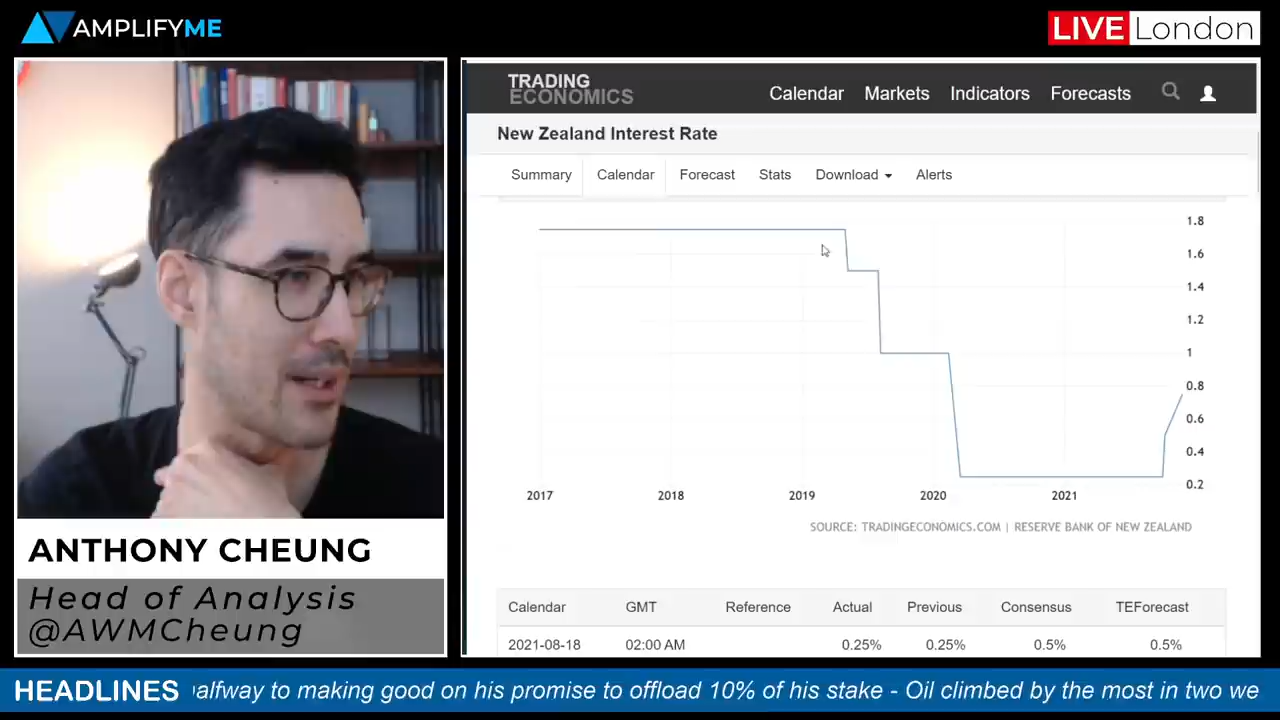 AMPLIFYME
LIVE London
TRADING
ECONOMICS
Calendar Markets Indicators Forecasts
New Zealand Interest Rate
Summary Calendar Forecast Stats Download Alerts
1.8
1.6
1.4
1.2
1
0.8
0.6
0.4
0.2
2017 2018 2019 2020 2021
SOURCE: TRADINGECONOMICS.COM | RESERVE BANK OF NEW ZEALAND
Calendar GMT Reference Actual Previous Consensus TEForecast
2021-08-18 02:00 AM 0.25% 0.25% 0.5% 0.5%
ANTHONY CHEUNG
Head of Analysis
@AWMCheung
HEADLINES to making good on his promise to offload 10% of his stake - Oil climbed by the most in two we